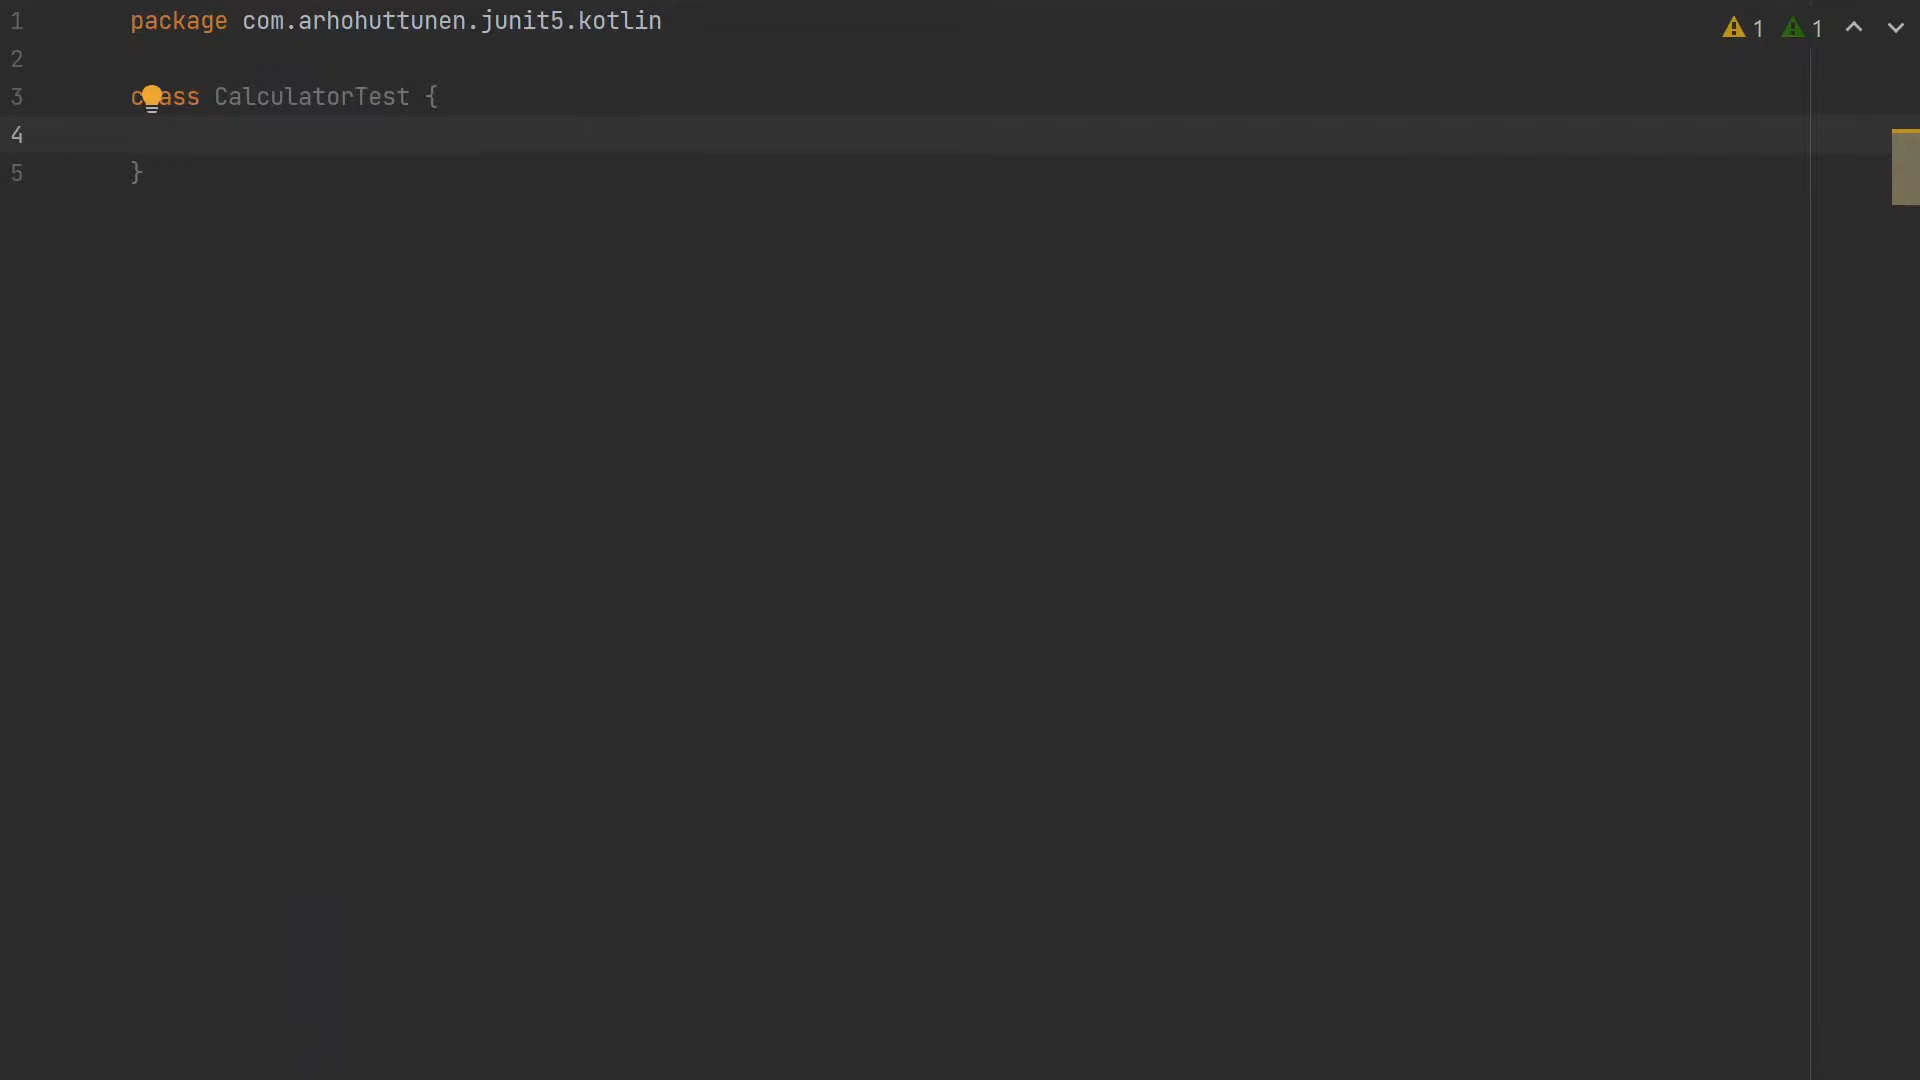 1 package com.arhohuttunen.junit5.kotlin
1 1
2
3 class CalculatorTest {
4
5 }